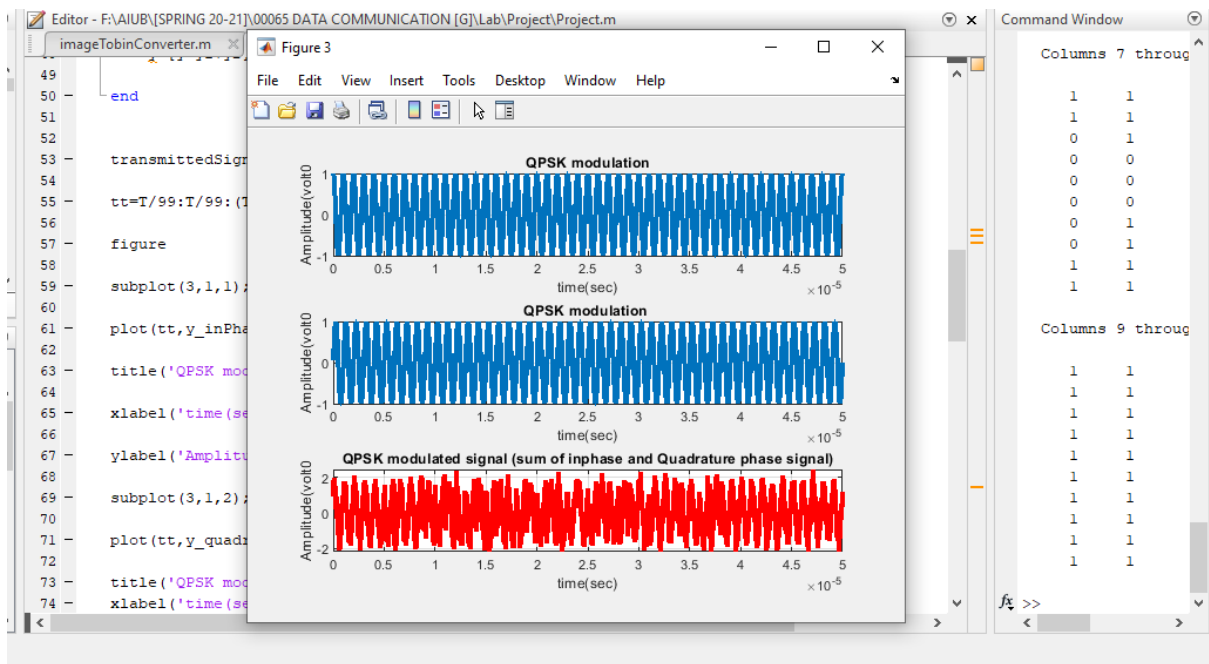 Editor - F:\AIUB\[SPRING 20-21]\00065 DATA COMMUNICATION [G]\Lab\Project\Project.m
imageTobinConverter.m
49
50 - end
51
52
53 - transmittedSign
54
55 - tt=T/99:T/99:(T
56
57 - figure
58
59 - subplot(3,1,1);
60
61 - plot(tt,y_inPha
62
63 - title('QPSK mod
64
65 - xlabel('time(se
66
67 - ylabel('Amplitu
68
69 - subplot(3,1,2);
70
71 - plot(tt,y_quadr
72
73 - title('QPSK mod
74 - xlabel('time(se
Figure 3
File Edit View Insert Tools Desktop Window Help
QPSK modulation
Amplitude(volt0
1
0
-1
0 0.5 1 1.5 2 2.5 3 3.5 4 4.5 5
time(sec)
×10-5
QPSK modulation
Amplitude(volt0
1
0
-1
0 0.5 1 1.5 2 2.5 3 3.5 4 4.5 5
time(sec)
×10-5
QPSK modulated signal (sum of inphase and Quadrature phase signal)
Amplitude(volt0
2
0
-2
0 0.5 1 1.5 2 2.5 3 3.5 4 4.5 5
time(sec)
×10-5
Command Window
Columns 7 throug
1 1
1 1
0 1
0 0
0 0
0 0
0 1
0 1
1 1
1 1
Columns 9 throug
1 1
1 1
1 1
1 1
1 1
1 1
1 1
1 1
1 1
1 1
fx >>